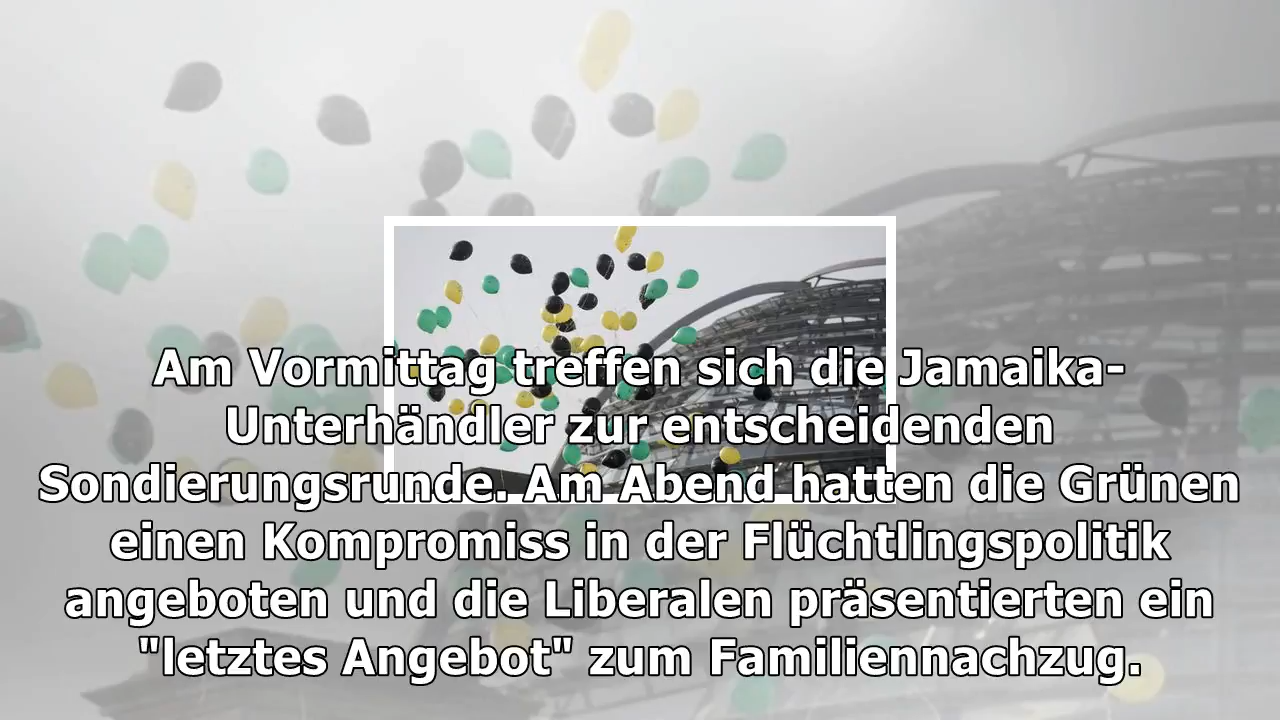 Am Vormittag treffen sich die Jamaika-
Unterhändler zur entscheidenden
Sondierungsrunde. Am Abend hatten die Grünen
einen Kompromiss in der Flüchtlingspolitik
angeboten und die Liberalen präsentierten ein
"letztes Angebot" zum Familiennachzug.